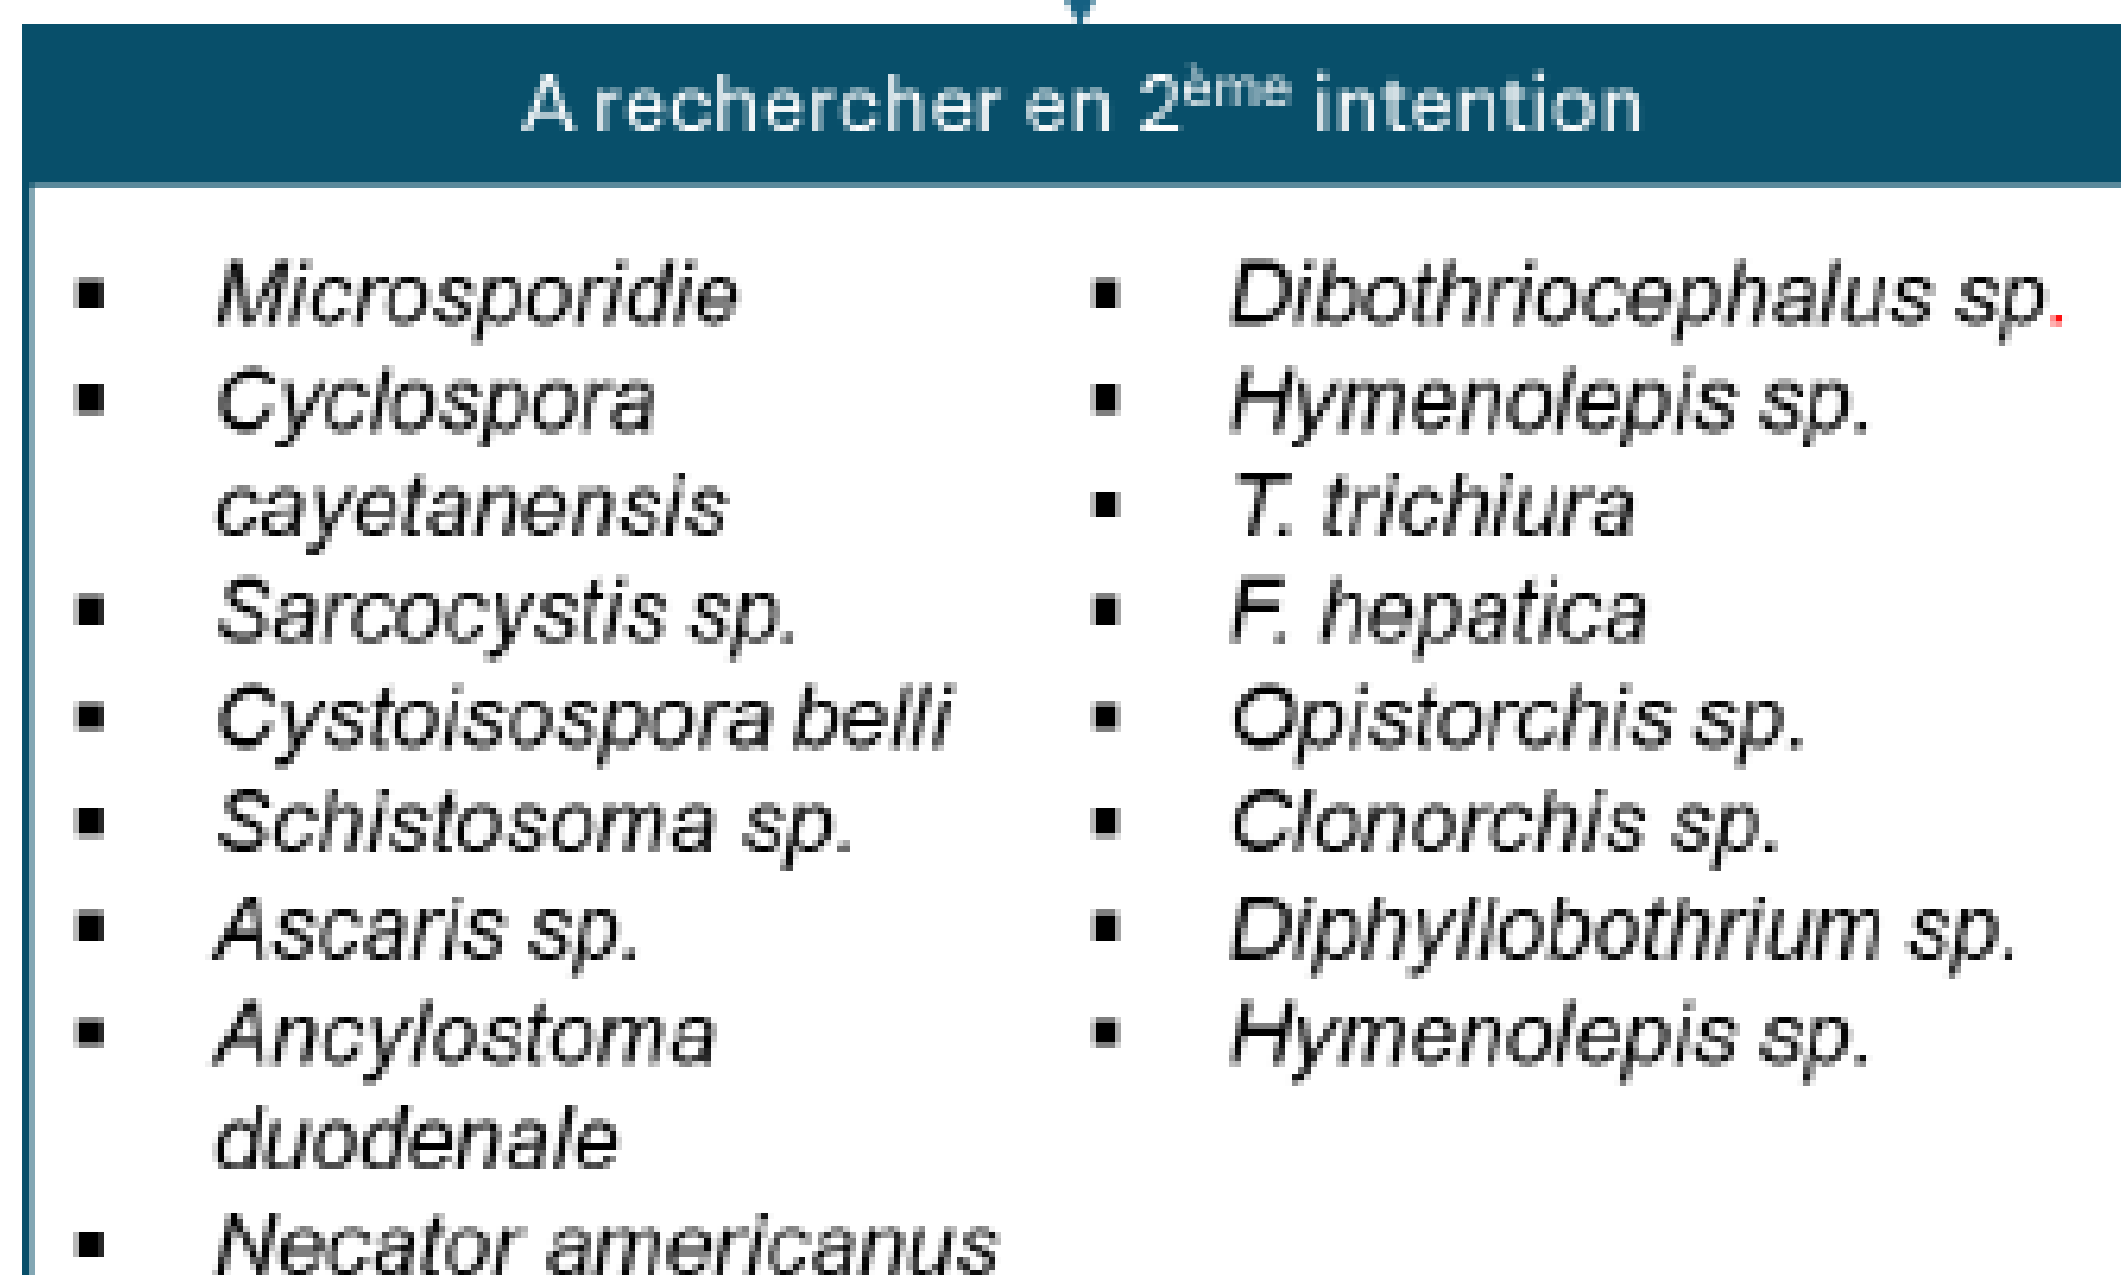 A rechercher en 2ème intention
▪ Microsporidie
▪ Cyclospora
cayetanensis
▪ Sarcocystis sp.
▪ Cystoisospora belli
▪ Schistosoma sp.
▪ Ascaris sp.
▪ Ancylostoma
duodenale
▪ Necator americanus
▪ Dibothriocephalus sp.
▪ Hymenolepis sp.
▪ T. trichiura
▪ F. hepatica
▪ Opistorchis sp.
▪ Clonorchis sp.
▪ Diphyllobothrium sp.
▪ Hymenolepis sp.